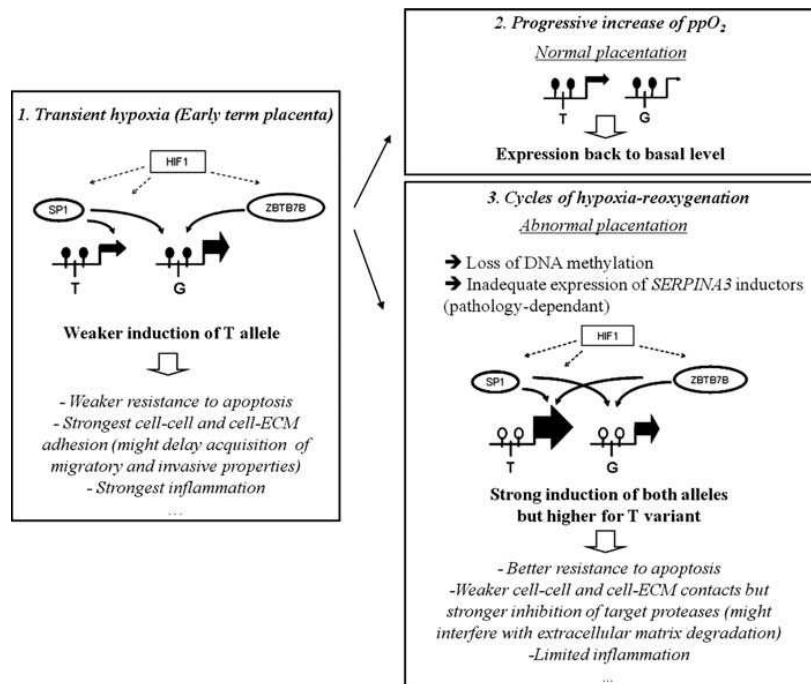 1. Transient hypoxia (Early term placenta)
HIF1
SP1
ZBTB7B
T
G
Weaker induction of T allele
- Weaker resistance to apoptosis
- Strongest cell-cell and cell-ECM
adhesion (might delay acquisition of
migratory and invasive properties)
- Strongest inflammation
...
2. Progressive increase of ppO2
Normal placentation
T
G
Expression back to basal level
3. Cycles of hypoxia-reoxygenation
Abnormal placentation
➔ Loss of DNA methylation
➔ Inadequate expression of SERPINA3 inductors
(pathology-dependant)
HIF1
SP1
ZBTB7B
T
G
Strong induction of both alleles
but higher for T variant
- Better resistance to apoptosis
-Weaker cell-cell and cell-ECM contacts but
stronger inhibition of target proteases (might
interfere with extracellular matrix degradation)
-Limited inflammation
...